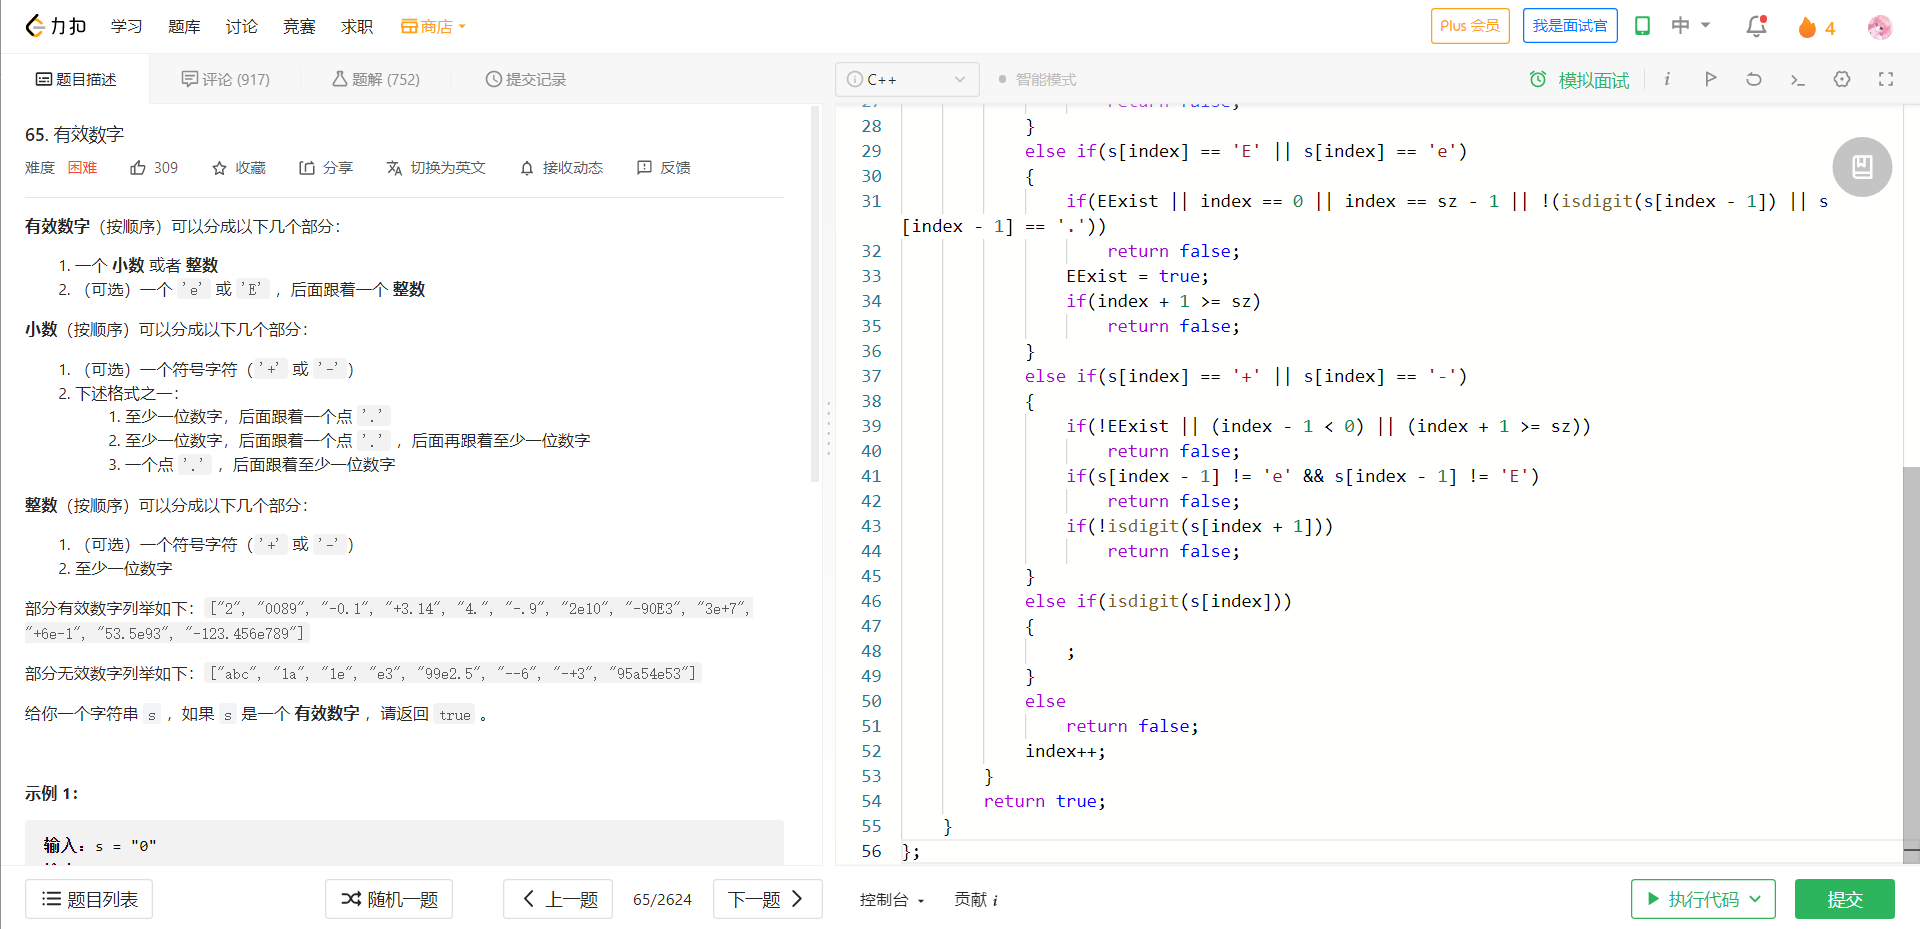 力扣 学习 题库 讨论 竞赛 求职 商店 Plus 会员 我是面试官 中 4
题目描述 评论 (917) 题解 (752) 提交记录
C++ 智能模式 模拟面试 i
65. 有效数字
难度 困难 309 收藏 分享 切换为英文 接收动态 反馈
有效数字（按顺序）可以分成以下几个部分：
1. 一个 小数 或者 整数
2. （可选）一个 'e' 或 'E' ，后面跟着一个 整数
小数（按顺序）可以分成以下几个部分：
1. （可选）一个符号字符（'+' 或 '-'）
2. 下述格式之一：
1. 至少一位数字，后面跟着一个点 '.'
2. 至少一位数字，后面跟着一个点 '.' ，后面再跟着至少一位数字
3. 一个点 '.' ，后面跟着至少一位数字
整数（按顺序）可以分成以下几个部分：
1. （可选）一个符号字符（'+' 或 '-'）
2. 至少一位数字
部分有效数字列举如下：["2", "0089", "-0.1", "+3.14", "4.", "-.9", "2e10", "-90E3", "3e+7",
"+6e-1", "53.5e93", "-123.456e789"]
部分无效数字列举如下：["abc", "1a", "1e", "e3", "99e2.5", "--6", "-+3", "95a54e53"]
给你一个字符串 s ，如果 s 是一个 有效数字 ，请返回 true 。
示例 1：
输入：s = "0"
27 return false;
28 }
29 else if(s[index] == 'E' || s[index] == 'e')
30 {
31 if(EExist || index == 0 || index == sz - 1 || !(isdigit(s[index - 1]) || s
[index - 1] == '.'))
32 return false;
33 EExist = true;
34 if(index + 1 >= sz)
35 return false;
36 }
37 else if(s[index] == '+' || s[index] == '-')
38 {
39 if(!EExist || (index - 1 < 0) || (index + 1 >= sz))
40 return false;
41 if(s[index - 1] != 'e' && s[index - 1] != 'E')
42 return false;
43 if(!isdigit(s[index + 1]))
44 return false;
45 }
46 else if(isdigit(s[index]))
47 {
48 ;
49 }
50 else
51 return false;
52 index++;
53 }
54 return true;
55 }
56 };
题目列表 随机一题 上一题 65/2624 下一题 控制台 贡献 i 执行代码 提交